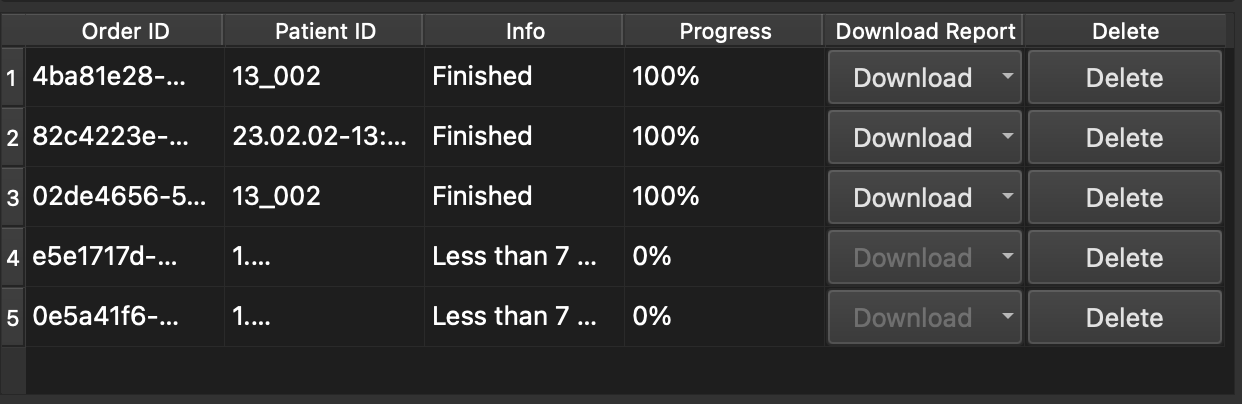 Order ID Patient ID Info Progress Download Report Delete
1 4ba81e28-... 13_002 Finished 100% Download Delete
2 82c4223e-... 23.02.02-13:... Finished 100% Download Delete
3 02de4656-5... 13_002 Finished 100% Download Delete
4 e5e1717d-... 1.... Less than 7 ... 0% Download Delete
5 0e5a41f6-... 1.... Less than 7 ... 0% Download Delete